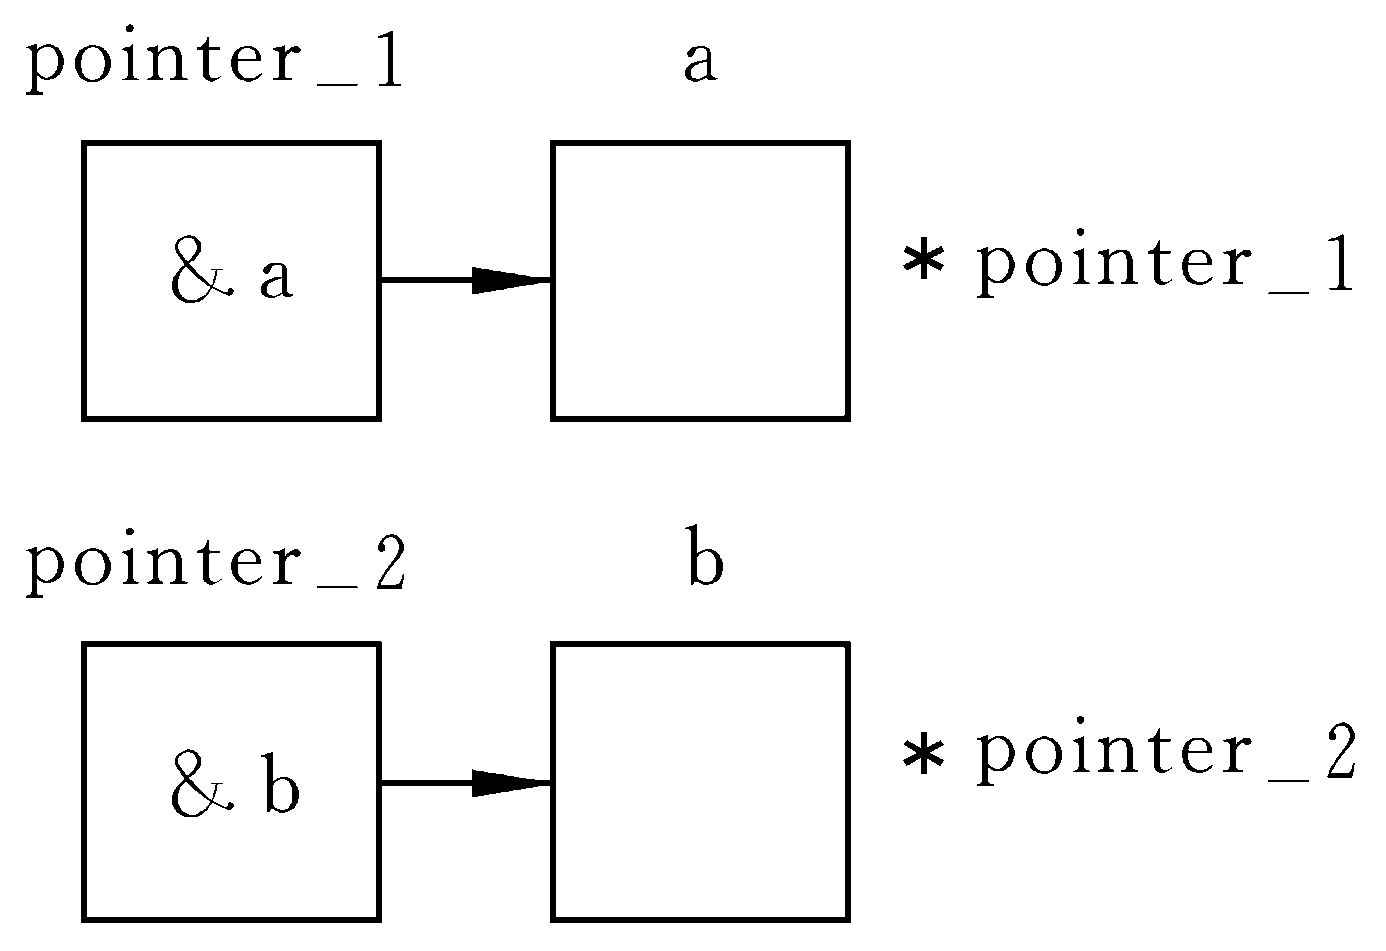 pointer_1 a
&a
*pointer_1
pointer_2 b
&b
*pointer_2